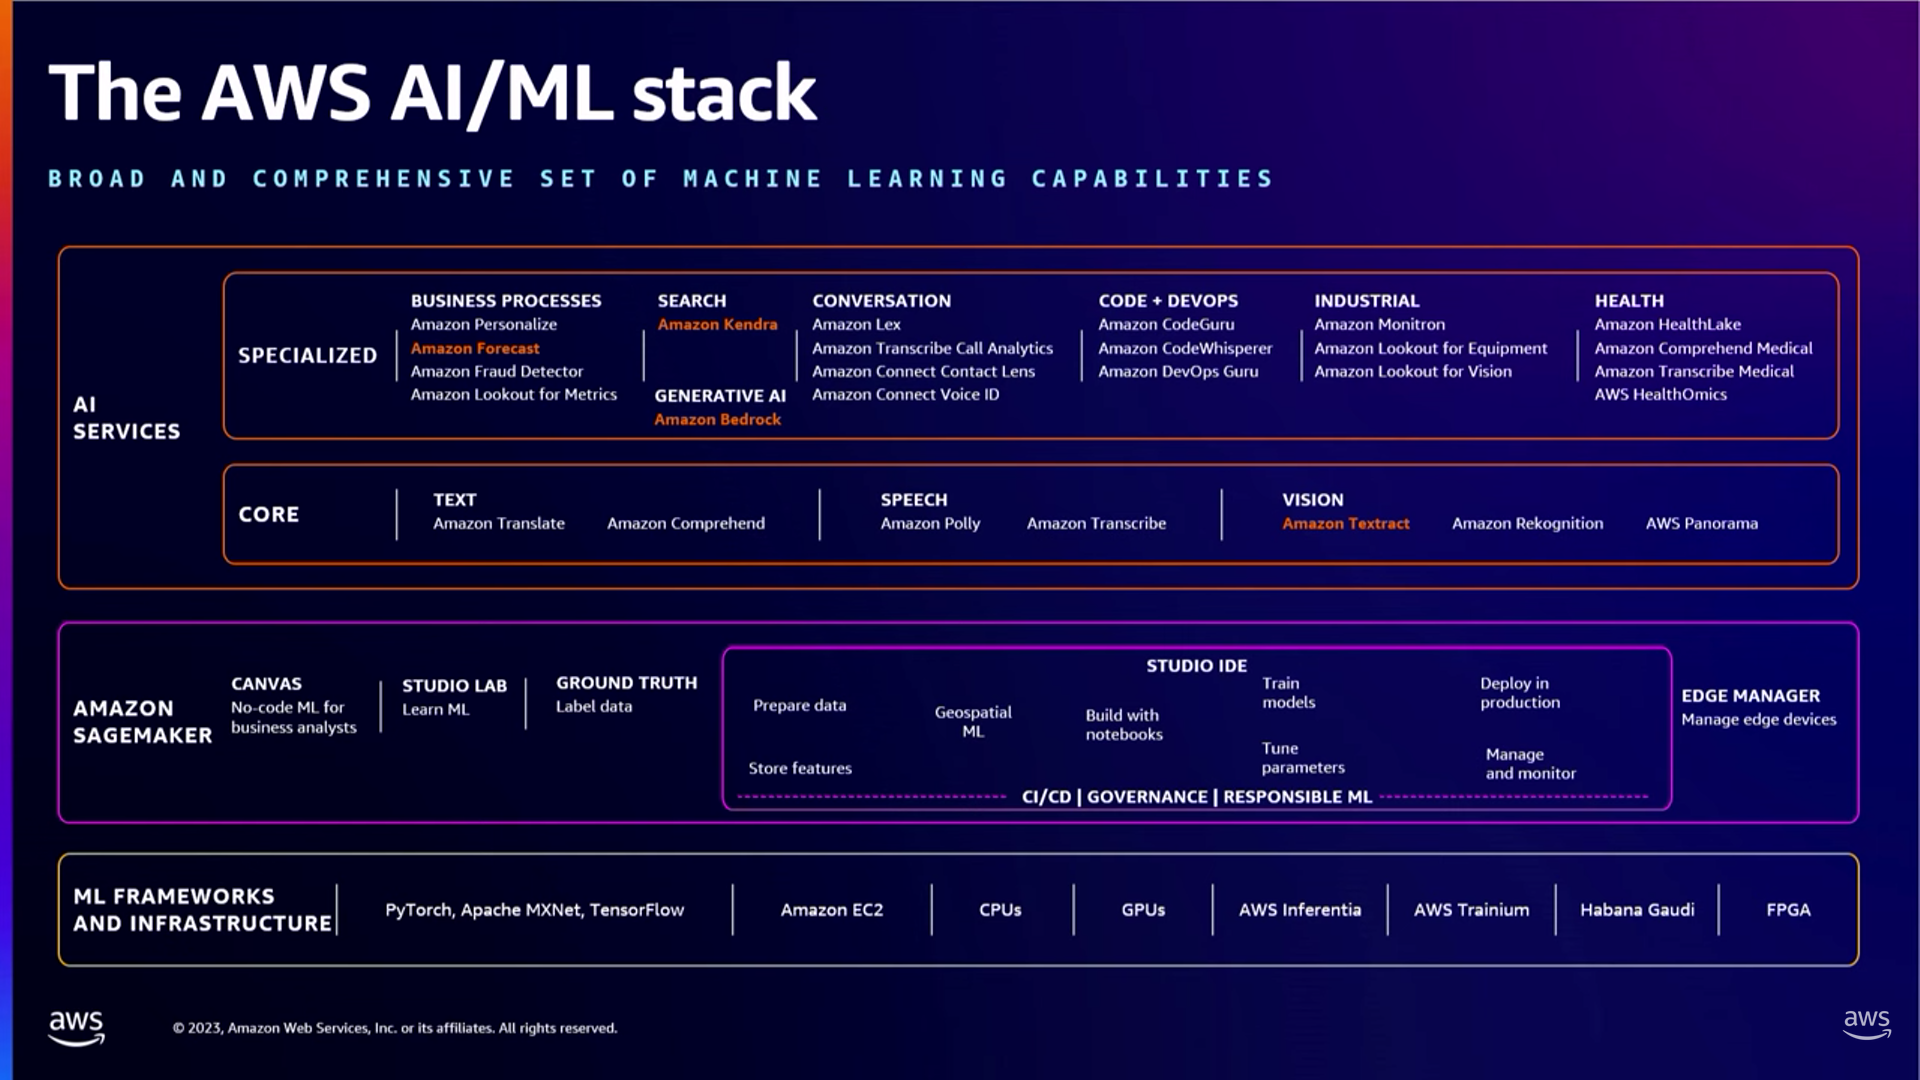 The AWS AI/ML stack
BROAD AND COMPREHENSIVE SET OF MACHINE LEARNING CAPABILITIES
AI
SERVICES
SPECIALIZED
BUSINESS PROCESSES
Amazon Personalize
Amazon Forecast
Amazon Fraud Detector
Amazon Lookout for Metrics
SEARCH
Amazon Kendra
GENERATIVE AI
Amazon Bedrock
CONVERSATION
Amazon Lex
Amazon Transcribe Call Analytics
Amazon Connect Contact Lens
Amazon Connect Voice ID
CODE + DEVOPS
Amazon CodeGuru
Amazon CodeWhisperer
Amazon DevOps Guru
INDUSTRIAL
Amazon Monitron
Amazon Lookout for Equipment
Amazon Lookout for Vision
HEALTH
Amazon HealthLake
Amazon Comprehend Medical
Amazon Transcribe Medical
AWS HealthOmics
CORE
TEXT
Amazon Translate
Amazon Comprehend
SPEECH
Amazon Polly
Amazon Transcribe
VISION
Amazon Textract
Amazon Rekognition
AWS Panorama
AMAZON
SAGEMAKER
CANVAS
No-code ML for
business analysts
STUDIO LAB
Learn ML
GROUND TRUTH
Label data
STUDIO IDE
Prepare data
Store features
Geospatial
ML
Build with
notebooks
Train
models
Tune
parameters
Deploy in
production
Manage
and monitor
CI/CD | GOVERNANCE | RESPONSIBLE ML
EDGE MANAGER
Manage edge devices
ML FRAMEWORKS
AND INFRASTRUCTURE
PyTorch, Apache MXNet, TensorFlow
Amazon EC2
CPUs
GPUs
AWS Inferentia
AWS Trainium
Habana Gaudi
FPGA
aws
© 2023, Amazon Web Services, Inc. or its affiliates. All rights reserved.
aws